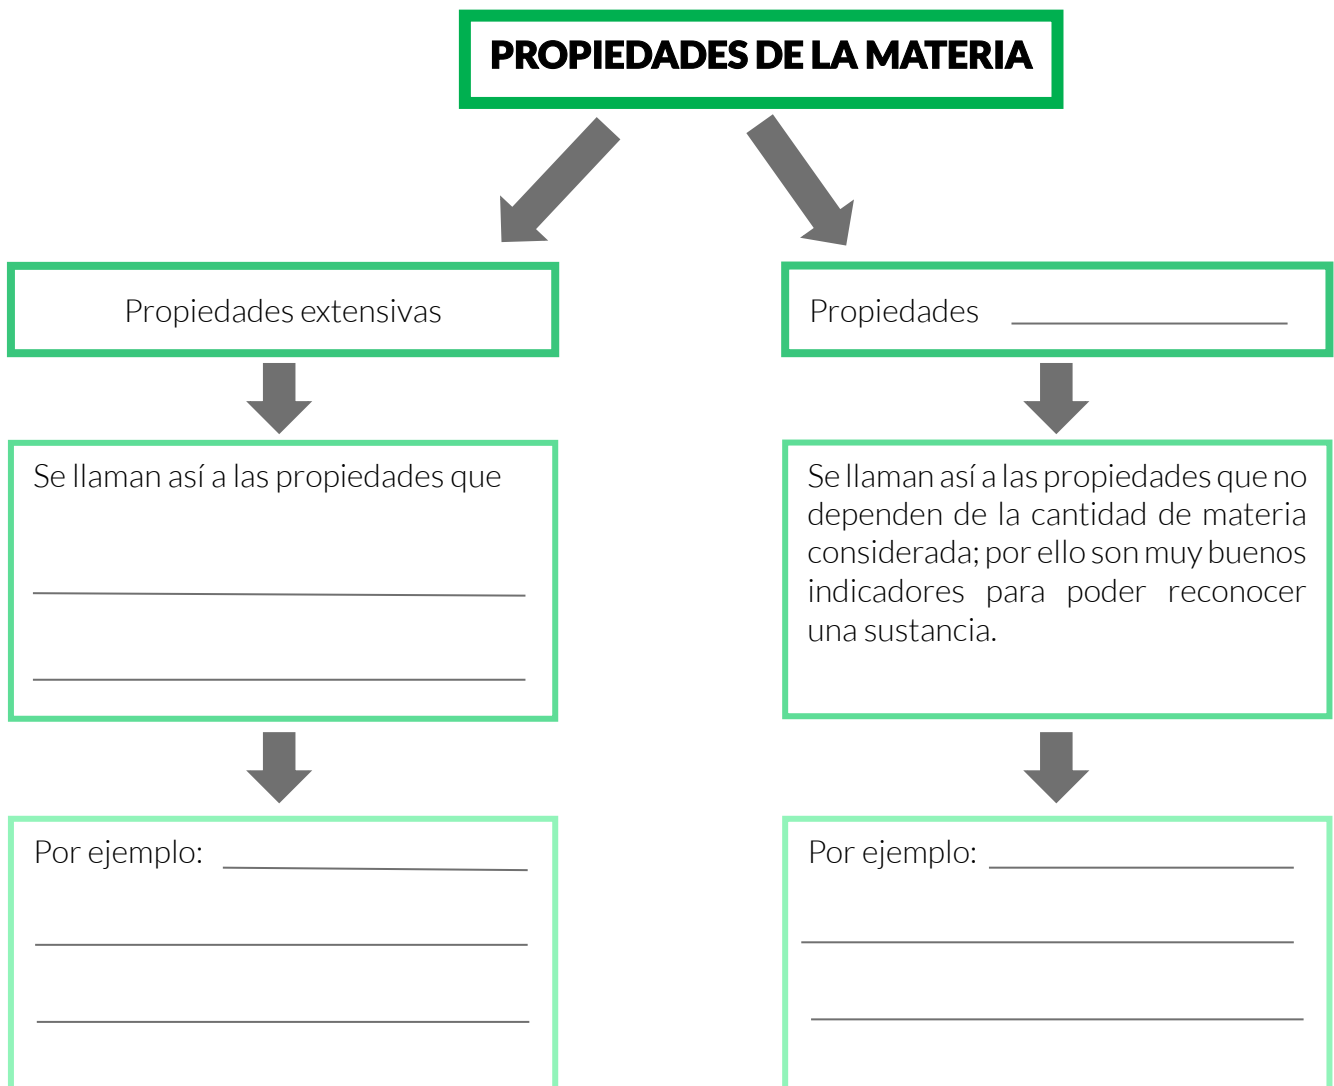 PROPIEDADES DE LA MATERIA
Propiedades extensivas
Propiedades
Se llaman así a las propiedades que
Se llaman así a las propiedades que no
dependen de la cantidad de materia
considerada; por ello son muy buenos
indicadores para poder reconocer
una sustancia.
Por ejemplo:
Por ejemplo: